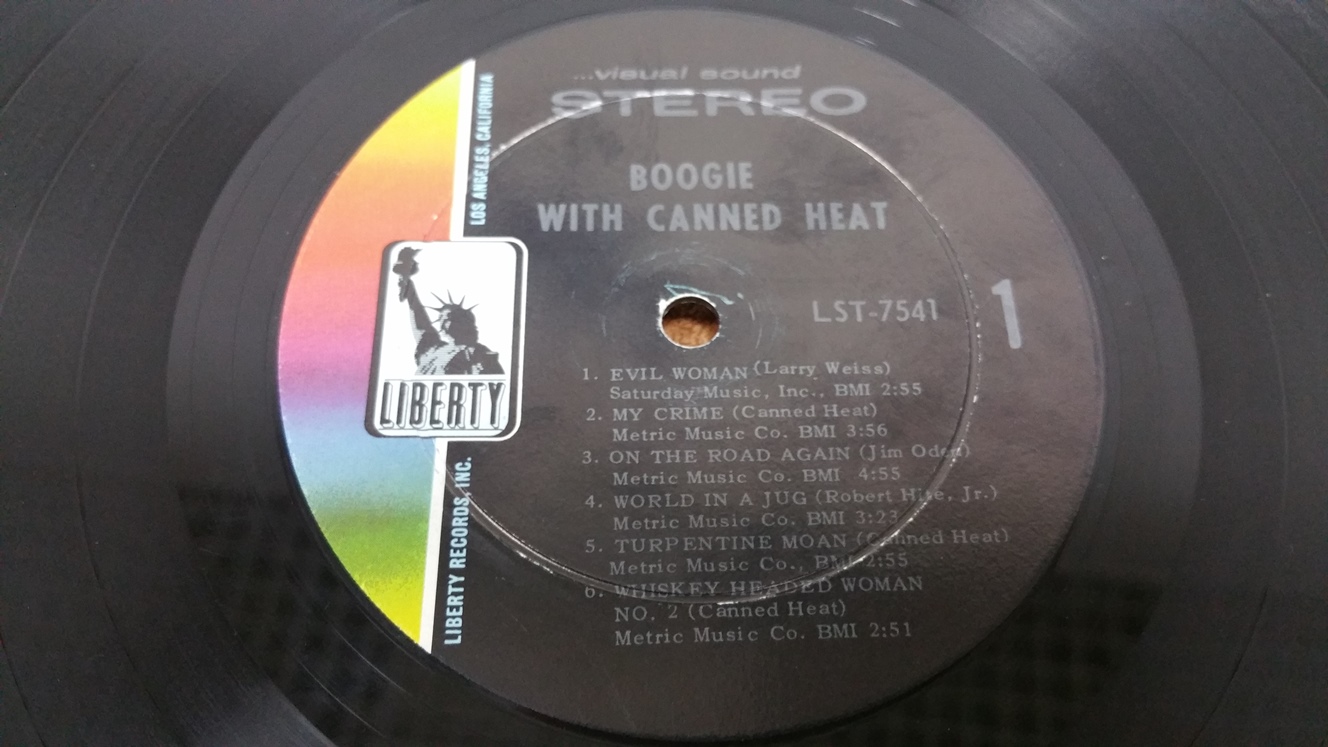 ...visual sound
STEREO
LOS ANGELES, CALIFORNIA
BOOGIE
WITH CANNED HEAT
LST-7541
1
LIBERTY
LIBERTY RECORDS, INC.
1. EVIL WOMAN (Larry Weiss)
Saturday Music, Inc., BMI 2:55
2. MY CRIME (Canned Heat)
Metric Music Co. BMI 3:56
3. ON THE ROAD AGAIN (Jim Oden)
Metric Music Co. BMI 4:55
4. WORLD IN A JUG (Robert Hite, Jr.)
Metric Music Co. BMI 3:23
5. TURPENTINE MOAN (Canned Heat)
Metric Music Co., BMI 2:55
6. WHISKEY HEADED WOMAN
NO. 2 (Canned Heat)
Metric Music Co. BMI 2:51